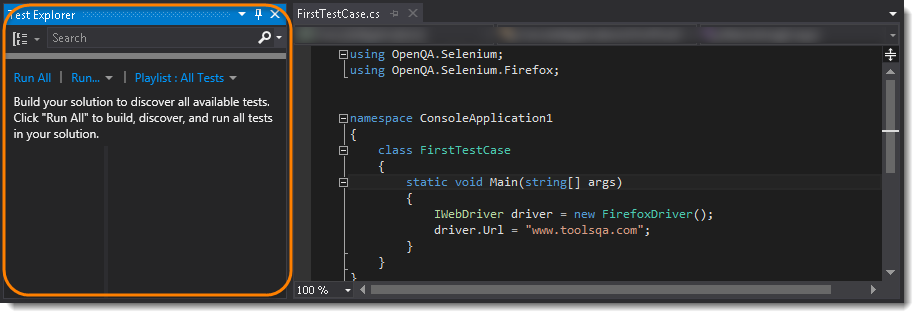 Test Explorer
Search
Run All | Run... Playlist : All Tests
Build your solution to discover all available tests.
Click "Run All" to build, discover, and run all tests
in your solution.
FirstTestCase.cs
using OpenQA.Selenium;
using OpenQA.Selenium.Firefox;
namespace ConsoleApplication1
{
class FirstTestCase
{
static void Main(string[] args)
{
IWebDriver driver = new FirefoxDriver();
driver.Url = "www.toolsqa.com";
}
}
}
100 %